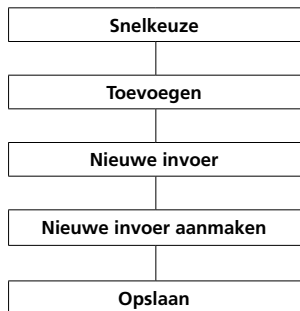 Snelkeuze
Toevoegen
Nieuwe invoer
Nieuwe invoer aanmaken
Opslaan